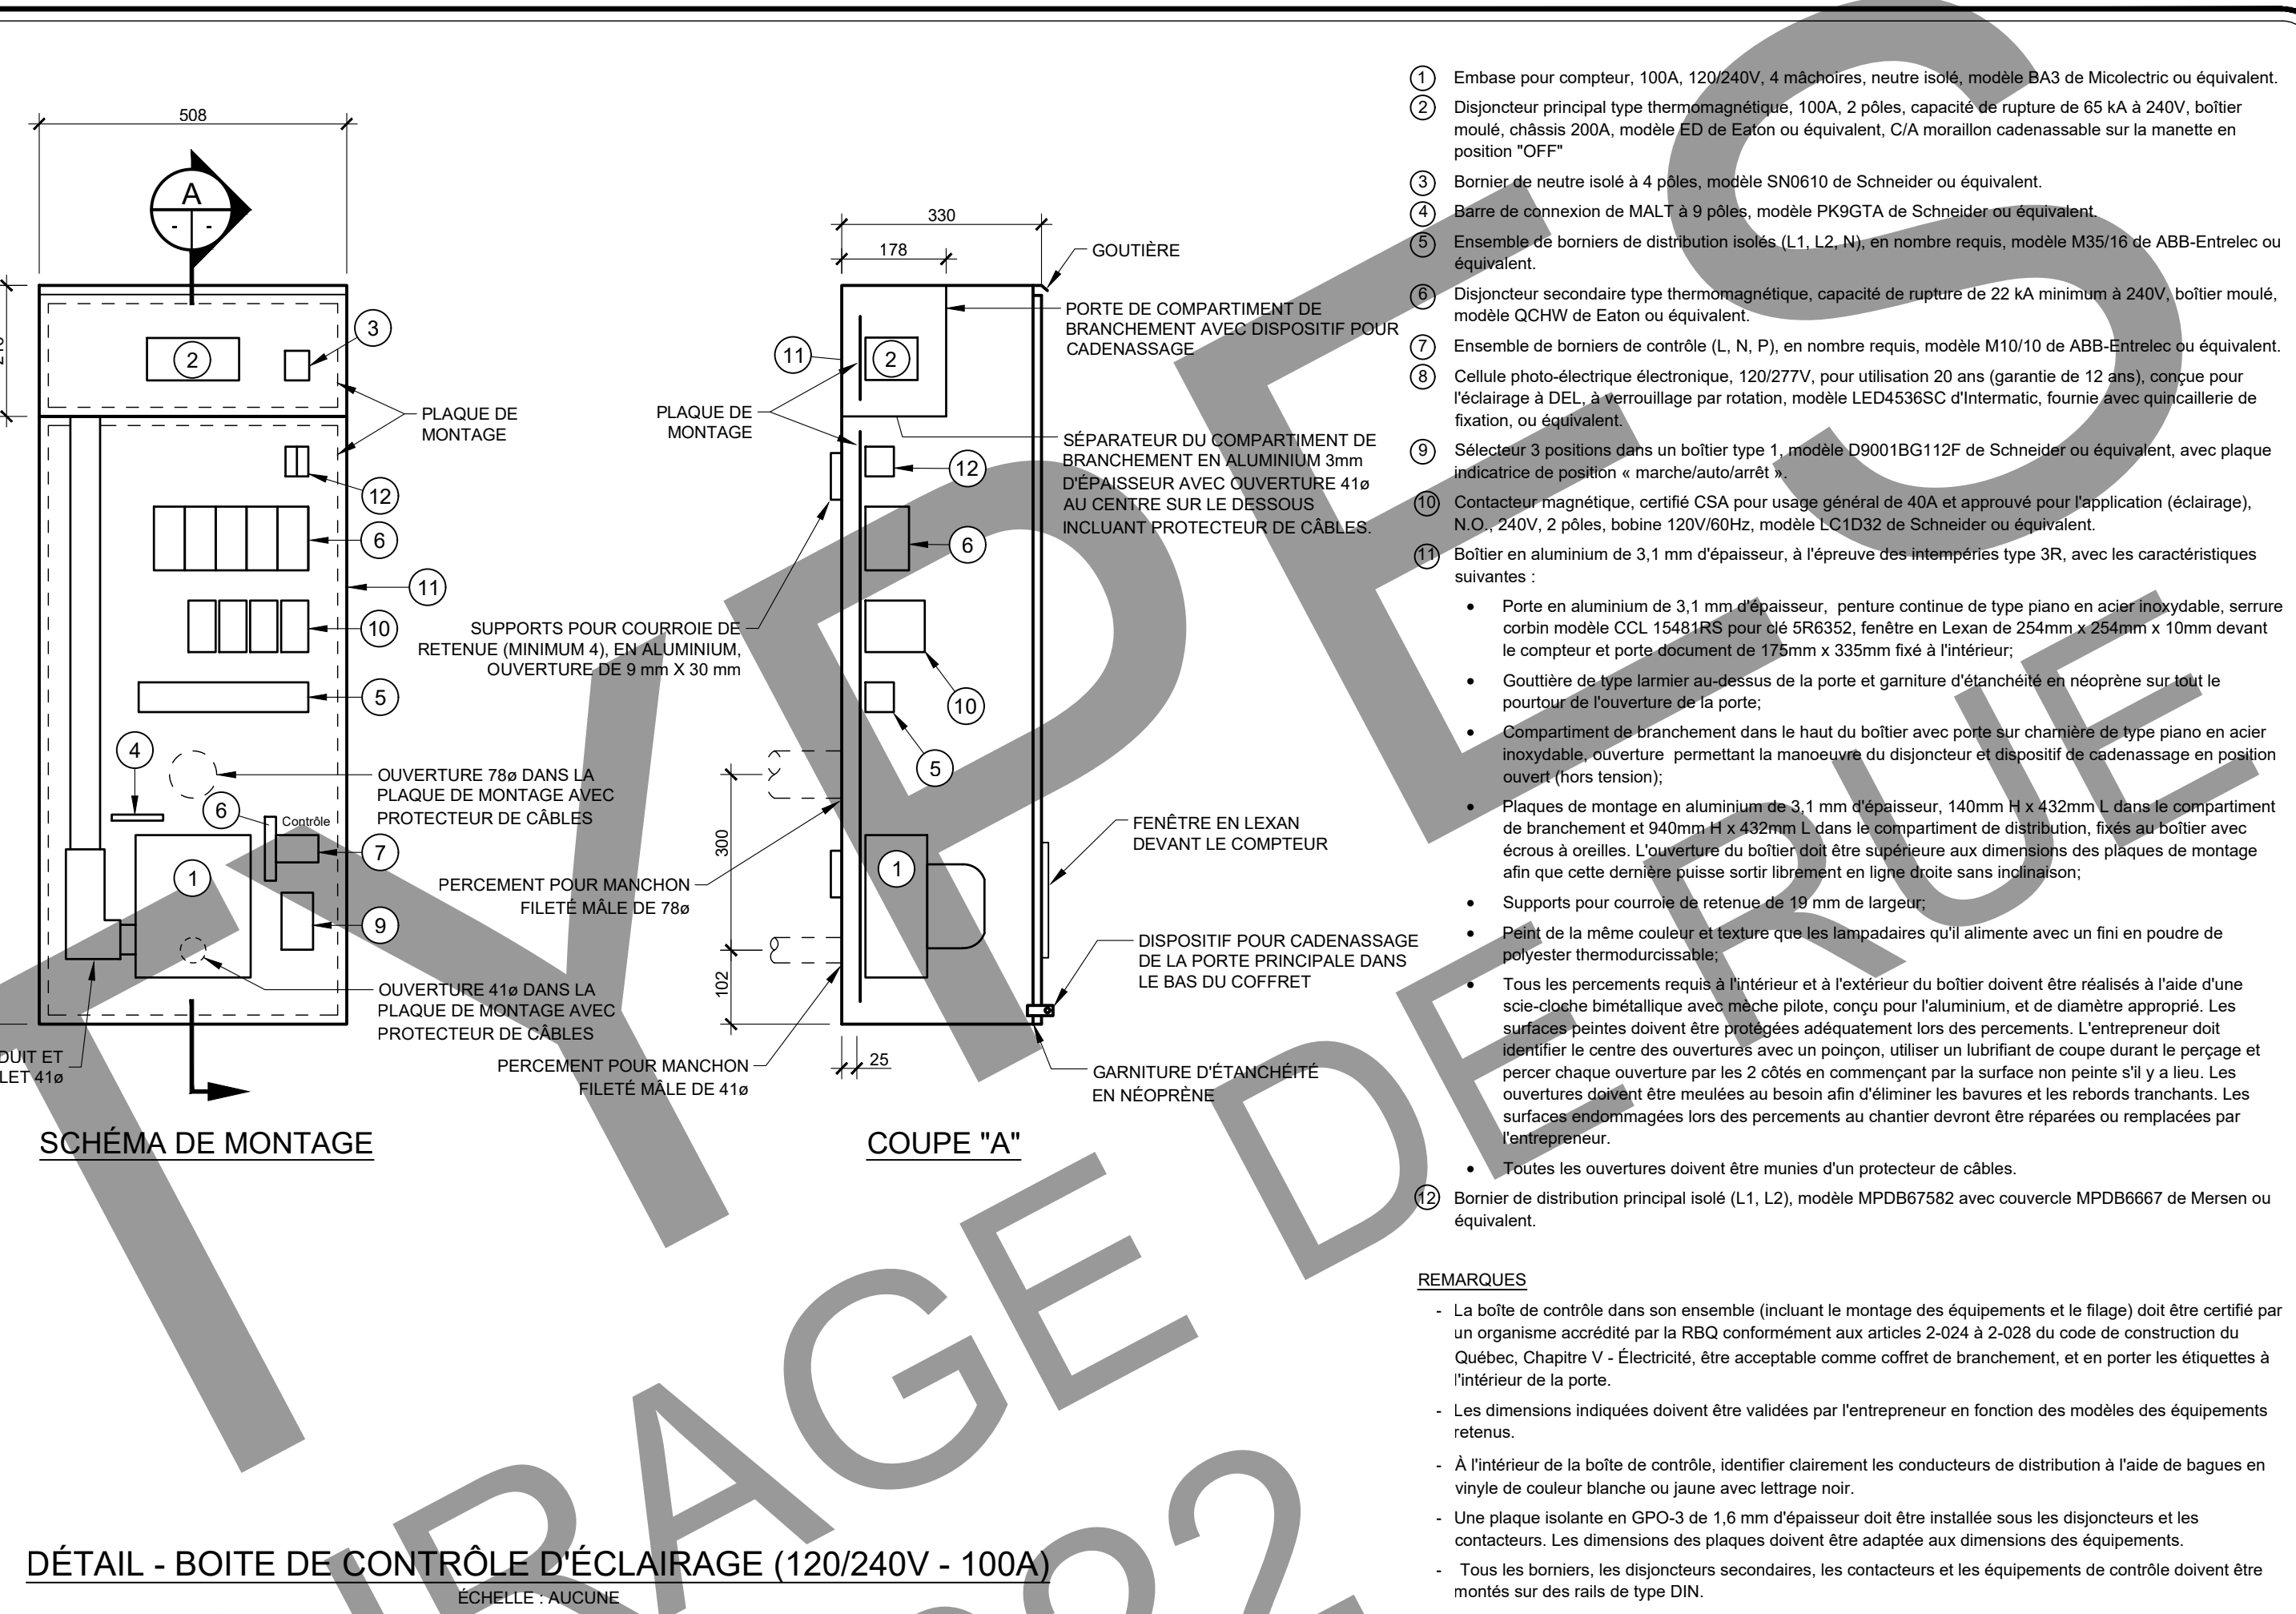 508
A
- -
2
3
PLAQUE DE
MONTAGE
12
6
11
10
5
4
OUVERTURE 78ø DANS LA
PLAQUE DE MONTAGE AVEC
PROTECTEUR DE CÂBLES
6
Contrôle
7
1
9
OUVERTURE 41ø DANS LA
PLAQUE DE MONTAGE AVEC
PROTECTEUR DE CÂBLES
SCHÉMA DE MONTAGE
330
178
GOUTIÈRE
PORTE DE COMPARTIMENT DE
BRANCHEMENT AVEC DISPOSITIF POUR
CADENASSAGE
11
2
PLAQUE DE
MONTAGE
SÉPARATEUR DU COMPARTIMENT DE
BRANCHEMENT EN ALUMINIUM 3mm
D'ÉPAISSEUR AVEC OUVERTURE 41ø
AU CENTRE SUR LE DESSOUS
INCLUANT PROTECTEUR DE CÂBLES.
12
6
SUPPORTS POUR COURROIE DE
RETENUE (MINIMUM 4), EN ALUMINIUM,
OUVERTURE DE 9 mm X 30 mm
10
5
300
FENÊTRE EN LEXAN
DEVANT LE COMPTEUR
1
PERCEMENT POUR MANCHON
FILETÉ MÂLE DE 78ø
102
DISPOSITIF POUR CADENASSAGE
DE LA PORTE PRINCIPALE DANS
LE BAS DU COFFRET
25
PERCEMENT POUR MANCHON
FILETÉ MÂLE DE 41ø
GARNITURE D'ÉTANCHÉITÉ
EN NÉOPRÈNE
COUPE "A"
DÉTAIL - BOITE DE CONTRÔLE D'ÉCLAIRAGE (120/240V - 100A)
ÉCHELLE : AUCUNE
1 Embase pour compteur, 100A, 120/240V, 4 mâchoires, neutre isolé, modèle BA3 de Micolectric ou équivalent.
2 Disjoncteur principal type thermomagnétique, 100A, 2 pôles, capacité de rupture de 65 kA à 240V, boîtier
moulé, châssis 200A, modèle ED de Eaton ou équivalent, C/A moraillon cadenassable sur la manette en
position "OFF"
3 Bornier de neutre isolé à 4 pôles, modèle SN0610 de Schneider ou équivalent.
4 Barre de connexion de MALT à 9 pôles, modèle PK9GTA de Schneider ou équivalent.
5 Ensemble de borniers de distribution isolés (L1, L2, N), en nombre requis, modèle M35/16 de ABB-Entrelec ou
équivalent.
6 Disjoncteur secondaire type thermomagnétique, capacité de rupture de 22 kA minimum à 240V, boîtier moulé,
modèle QCHW de Eaton ou équivalent.
7 Ensemble de borniers de contrôle (L, N, P), en nombre requis, modèle M10/10 de ABB-Entrelec ou équivalent.
8 Cellule photo-électrique électronique, 120/277V, pour utilisation 20 ans (garantie de 12 ans), conçue pour
l'éclairage à DEL, à verrouillage par rotation, modèle LED4536SC d'Intermatic, fournie avec quincaillerie de
fixation, ou équivalent.
9 Sélecteur 3 positions dans un boîtier type 1, modèle D9001BG112F de Schneider ou équivalent, avec plaque
indicatrice de position « marche/auto/arrêt ».
10 Contacteur magnétique, certifié CSA pour usage général de 40A et approuvé pour l'application (éclairage),
N.O., 240V, 2 pôles, bobine 120V/60Hz, modèle LC1D32 de Schneider ou équivalent.
11 Boîtier en aluminium de 3,1 mm d'épaisseur, à l'épreuve des intempéries type 3R, avec les caractéristiques
suivantes :
• Porte en aluminium de 3,1 mm d'épaisseur, penture continue de type piano en acier inoxydable, serrure
corbin modèle CCL 15481RS pour clé 5R6352, fenêtre en Lexan de 254mm x 254mm x 10mm devant
le compteur et porte document de 175mm x 335mm fixé à l'intérieur;
• Gouttière de type larmier au-dessus de la porte et garniture d'étanchéité en néoprène sur tout le
pourtour de l'ouverture de la porte;
• Compartiment de branchement dans le haut du boîtier avec porte sur charnière de type piano en acier
inoxydable, ouverture permettant la manoeuvre du disjoncteur et dispositif de cadenassage en position
ouvert (hors tension);
• Plaques de montage en aluminium de 3,1 mm d'épaisseur, 140mm H x 432mm L dans le compartiment
de branchement et 940mm H x 432mm L dans le compartiment de distribution, fixés au boîtier avec
écrous à oreilles. L'ouverture du boîtier doit être supérieure aux dimensions des plaques de montage
afin que cette dernière puisse sortir librement en ligne droite sans inclinaison;
• Supports pour courroie de retenue de 19 mm de largeur;
• Peint de la même couleur et texture que les lampadaires qu'il alimente avec un fini en poudre de
polyester thermodurcissable;
• Tous les percements requis à l'intérieur et à l'extérieur du boîtier doivent être réalisés à l'aide d'une
scie-cloche bimétallique avec mèche pilote, conçu pour l'aluminium, et de diamètre approprié. Les
surfaces peintes doivent être protégées adéquatement lors des percements. L'entrepreneur doit
identifier le centre des ouvertures avec un poinçon, utiliser un lubrifiant de coupe durant le perçage et
percer chaque ouverture par les 2 côtés en commençant par la surface non peinte s'il y a lieu. Les
ouvertures doivent être meulées au besoin afin d'éliminer les bavures et les rebords tranchants. Les
surfaces endommagées lors des percements au chantier devront être réparées ou remplacées par
l'entrepreneur.
• Toutes les ouvertures doivent être munies d'un protecteur de câbles.
12 Bornier de distribution principal isolé (L1, L2), modèle MPDB67582 avec couvercle MPDB6667 de Mersen ou
équivalent.
REMARQUES
- La boîte de contrôle dans son ensemble (incluant le montage des équipements et le filage) doit être certifié par
un organisme accrédité par la RBQ conformément aux articles 2-024 à 2-028 du code de construction du
Québec, Chapitre V - Électricité, être acceptable comme coffret de branchement, et en porter les étiquettes à
l'intérieur de la porte.
- Les dimensions indiquées doivent être validées par l'entrepreneur en fonction des modèles des équipements
retenus.
- À l'intérieur de la boîte de contrôle, identifier clairement les conducteurs de distribution à l'aide de bagues en
vinyle de couleur blanche ou jaune avec lettrage noir.
- Une plaque isolante en GPO-3 de 1,6 mm d'épaisseur doit être installée sous les disjoncteurs et les
contacteurs. Les dimensions des plaques doivent être adaptée aux dimensions des équipements.
- Tous les borniers, les disjoncteurs secondaires, les contacteurs et les équipements de contrôle doivent être
montés sur des rails de type DIN.
TYPES
IRAGE DE RUE